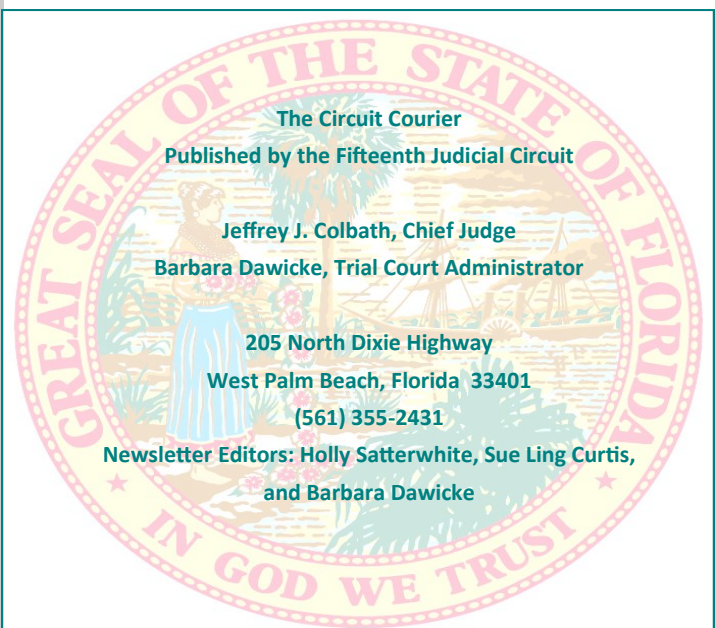 GREAT SEAL OF THE STATE OF FLORIDA
The Circuit Courier
Published by the Fifteenth Judicial Circuit
Jeffrey J. Colbath, Chief Judge
Barbara Dawicke, Trial Court Administrator
205 North Dixie Highway
West Palm Beach, Florida 33401
(561) 355-2431
Newsletter Editors: Holly Satterwhite, Sue Ling Curtis,
and Barbara Dawicke
IN GOD WE TRUST